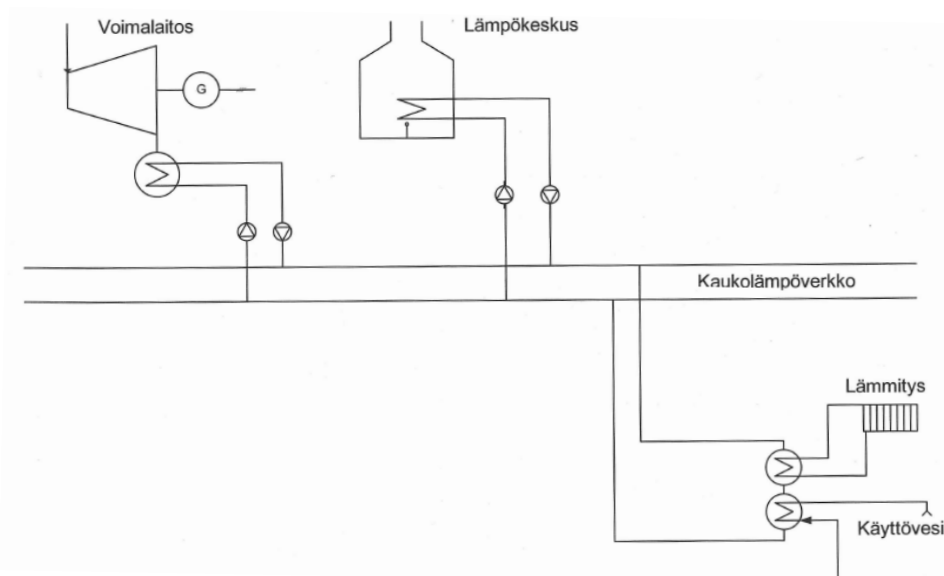 Voimalaitos
Lämpökeskus
G
Kaukolämpöverkko
Lämmitys
Käyttövesi